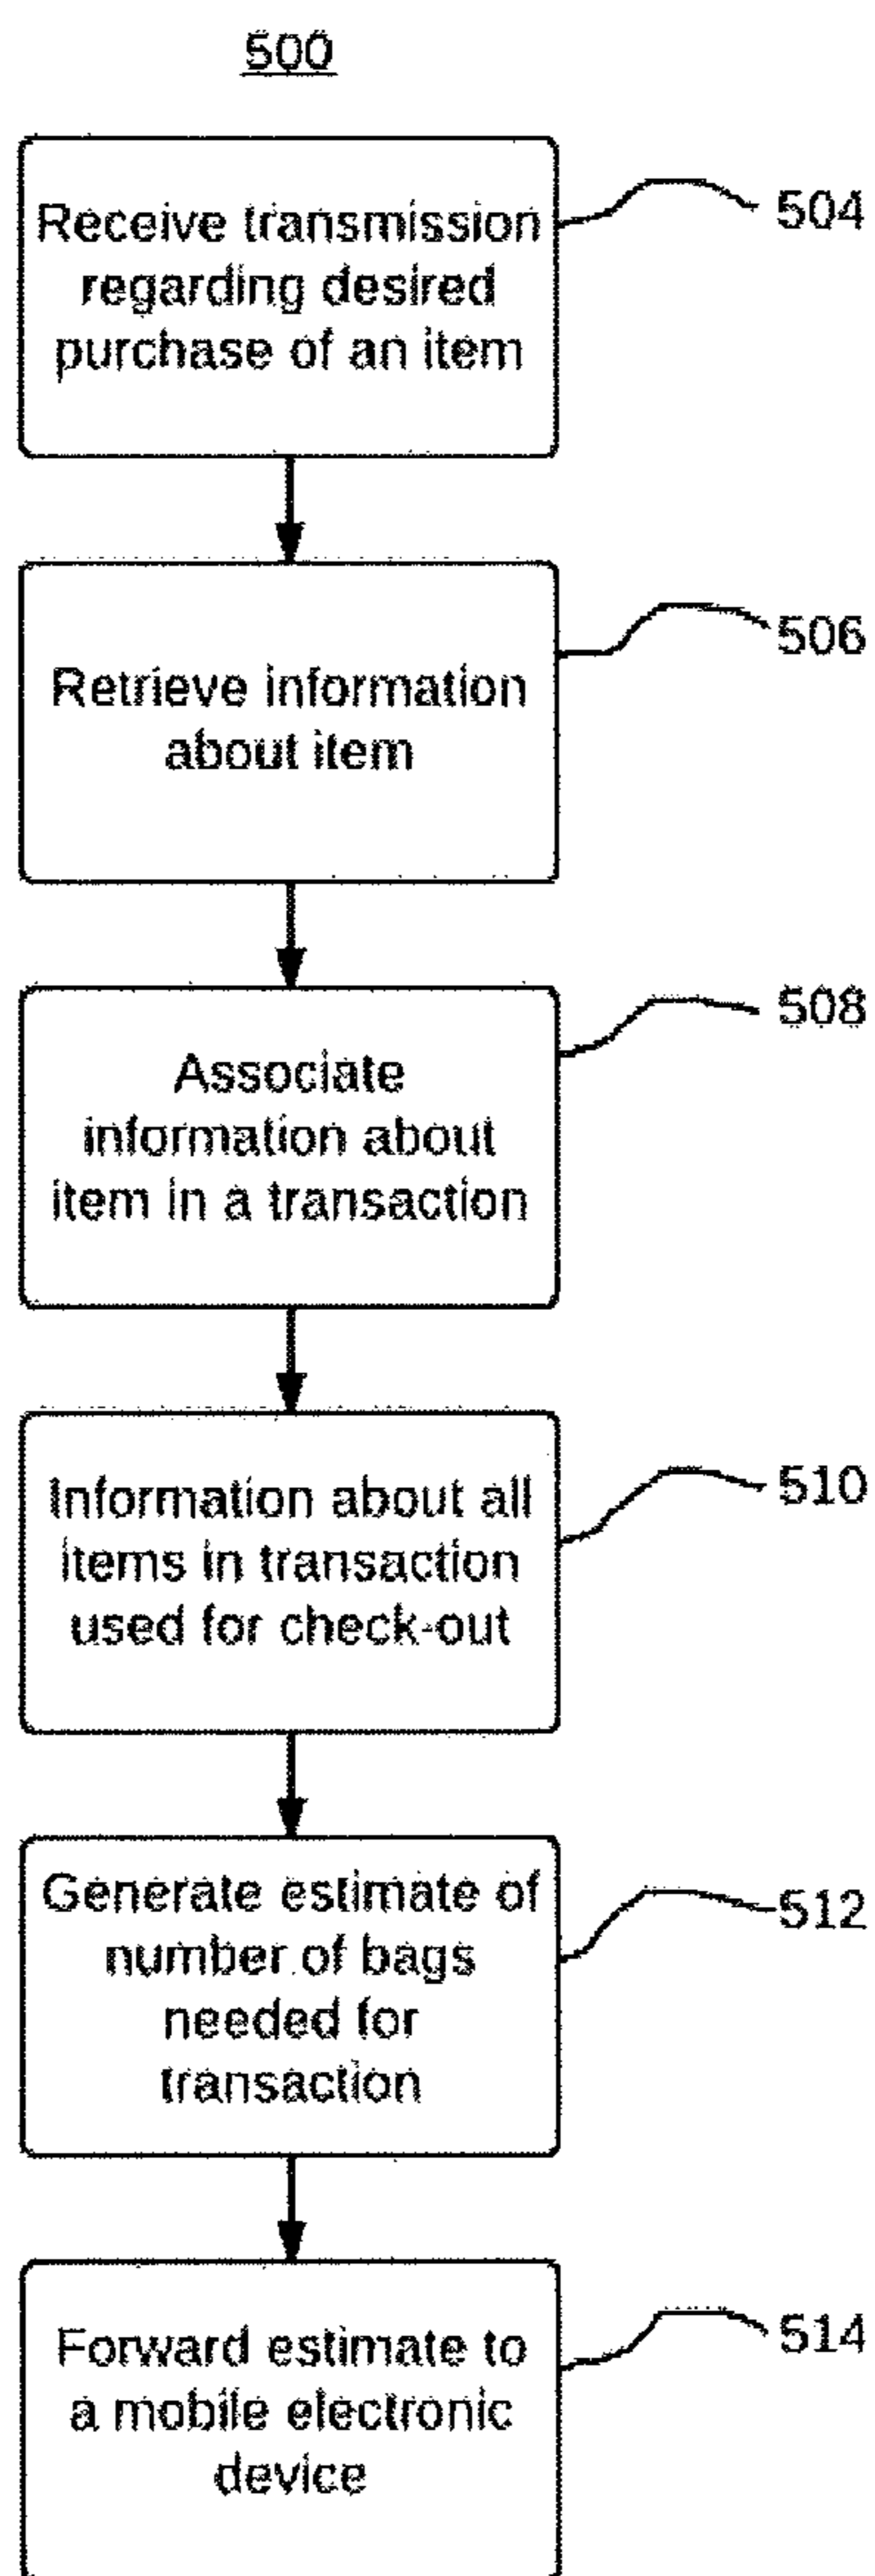 500
Receive transmission
regarding desired
purchase of an item
504
Retrieve information
about item
506
Associate
information about
item in a transaction
508
Information about all
items in transaction
used for check-out
510
Generate estimate of
number of bags
needed for
transaction
512
Forward estimate to
a mobile electronic
device
514